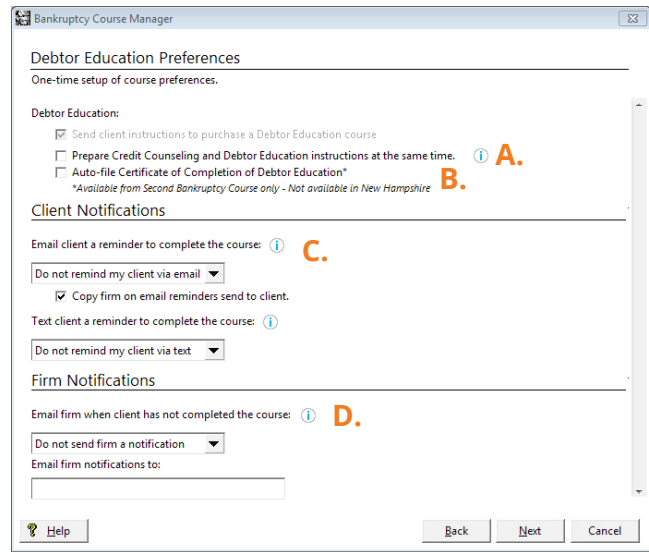 Bankruptcy Course Manager
Debtor Education Preferences
One-time setup of course preferences.
Debtor Education:
Send client instructions to purchase a Debtor Education course
Prepare Credit Counseling and Debtor Education instructions at the same time. i A.
Auto-file Certificate of Completion of Debtor Education* B.
*Available from Second Bankruptcy Course only - Not available in New Hampshire
Client Notifications
Email client a reminder to complete the course: i C.
Do not remind my client via email
Copy firm on email reminders send to client.
Text client a reminder to complete the course: i
Do not remind my client via text
Firm Notifications
Email firm when client has not completed the course: i D.
Do not send firm a notification
Email firm notifications to:
? Help Back Next Cancel